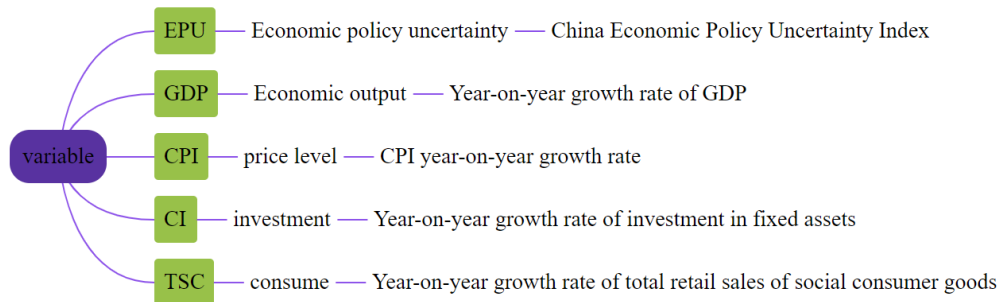 EPU Economic policy uncertainty China Economic Policy Uncertainty Index
GDP Economic output Year-on-year growth rate of GDP
variable CPI price level CPI year-on-year growth rate
CI investment Year-on-year growth rate of investment in fixed assets
TSC consume Year-on-year growth rate of total retail sales of social consumer goods